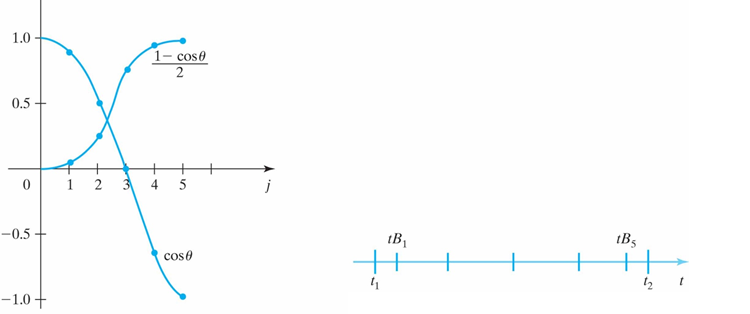 1.0
1− cosθ
2
0.5
0 1 2 3 4 5 j
−0.5
cosθ
−1.0
tB₁ tB₅
t₁ t₂ t